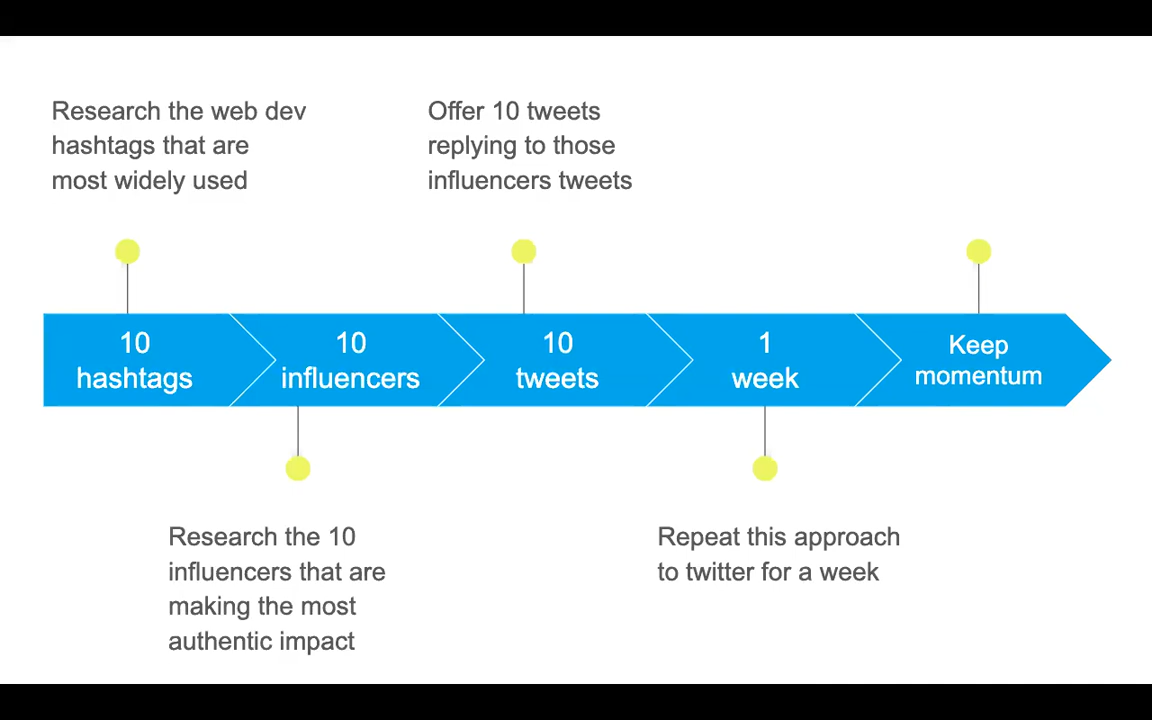 Research the web dev
hashtags that are
most widely used
Offer 10 tweets
replying to those
influencers tweets
10
hashtags
10
influencers
10
tweets
1
week
Keep
momentum
Research the 10
influencers that are
making the most
authentic impact
Repeat this approach
to twitter for a week